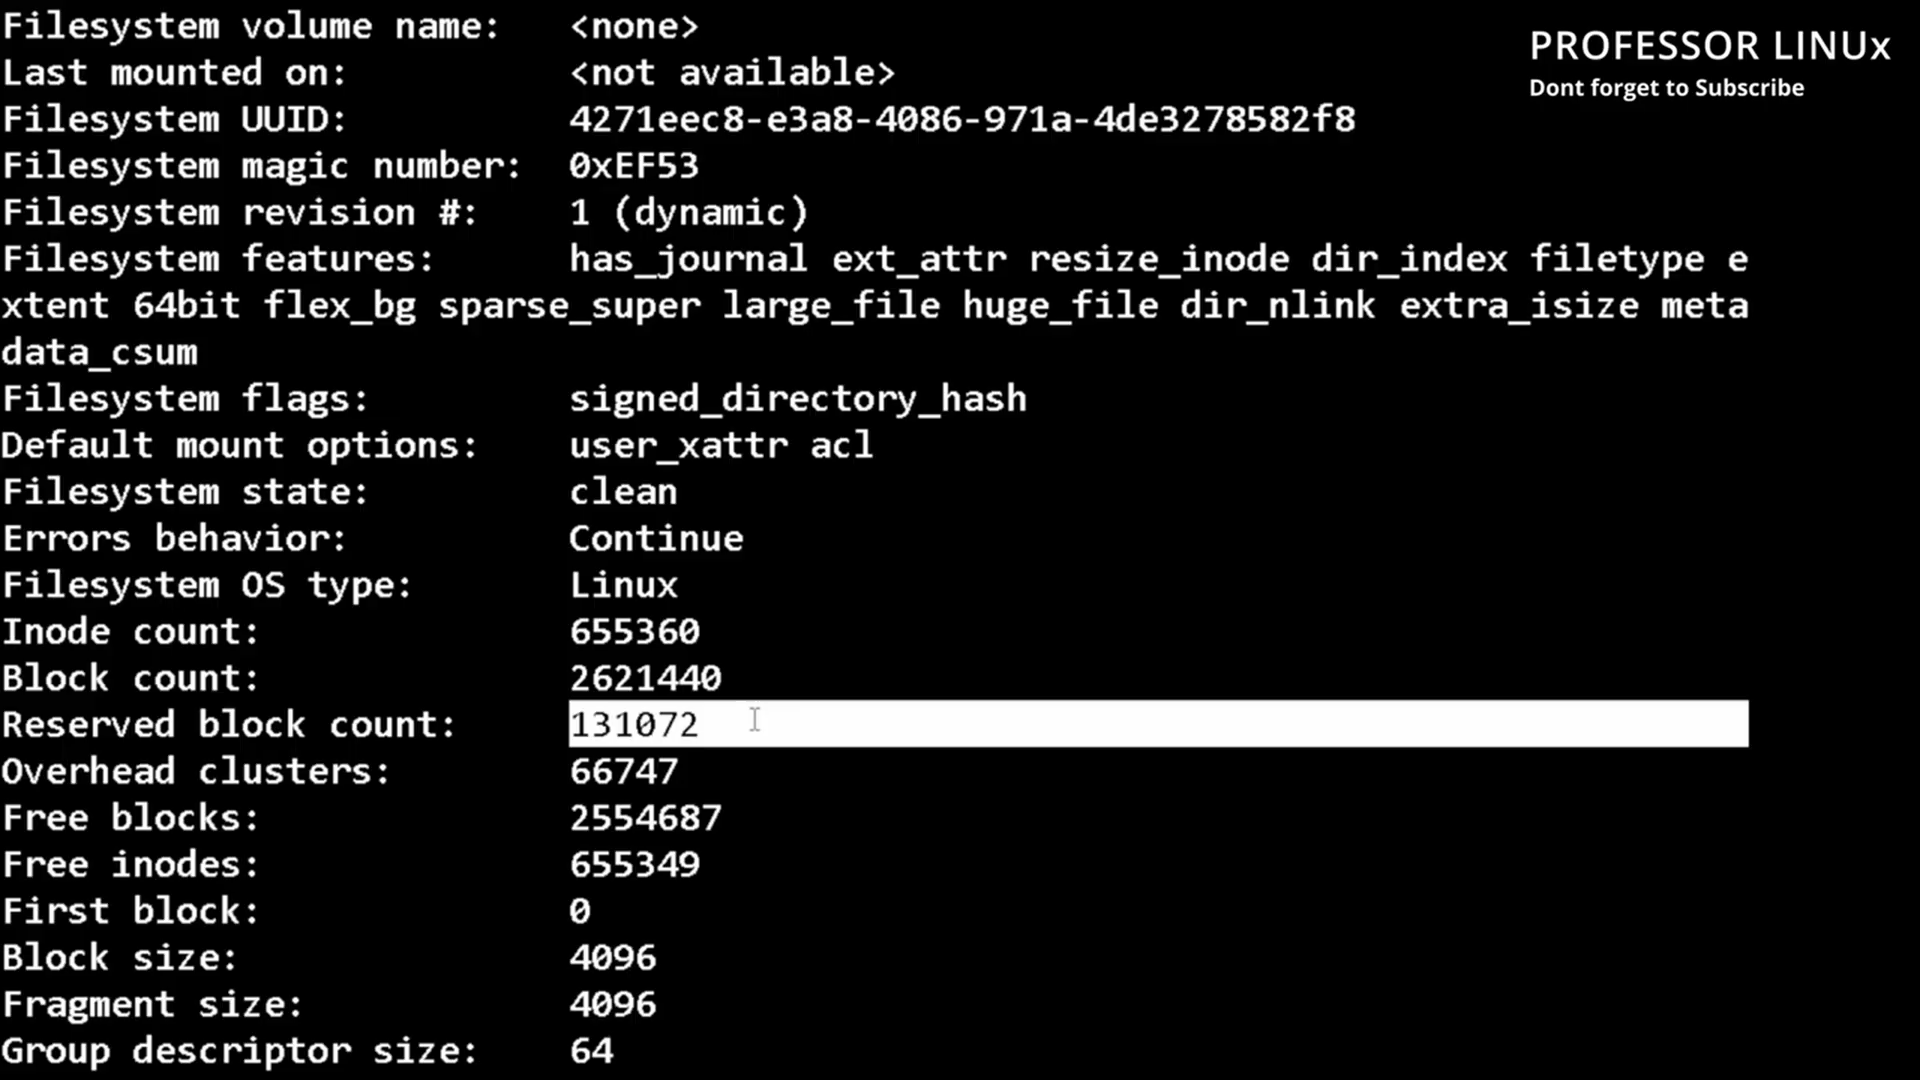 Filesystem volume name: <none>
Last mounted on: <not available>
Filesystem UUID: 4271eec8-e3a8-4086-971a-4de3278582f8
Filesystem magic number: 0xEF53
Filesystem revision #: 1 (dynamic)
Filesystem features: has_journal ext_attr resize_inode dir_index filetype e
xtent 64bit flex_bg sparse_super large_file huge_file dir_nlink extra_isize meta
data_csum
Filesystem flags: signed_directory_hash
Default mount options: user_xattr acl
Filesystem state: clean
Errors behavior: Continue
Filesystem OS type: Linux
Inode count: 655360
Block count: 2621440
Reserved block count: 131072
Overhead clusters: 66747
Free blocks: 2554687
Free inodes: 655349
First block: 0
Block size: 4096
Fragment size: 4096
Group descriptor size: 64
PROFESSOR LINUx
Dont forget to Subscribe